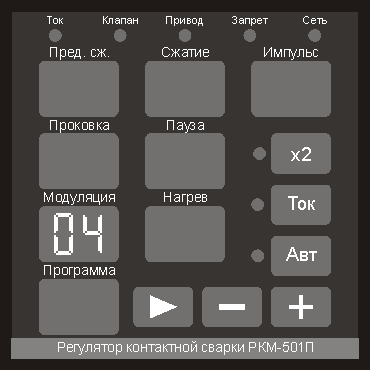 Ток Клапан Привод Запрет Сеть
Пред. сж. Сжатие Импульс
Проковка Пауза
x2
Модуляция Нагрев
Ток
04
Авт
Программа
Регулятор контактной сварки РКМ-501П